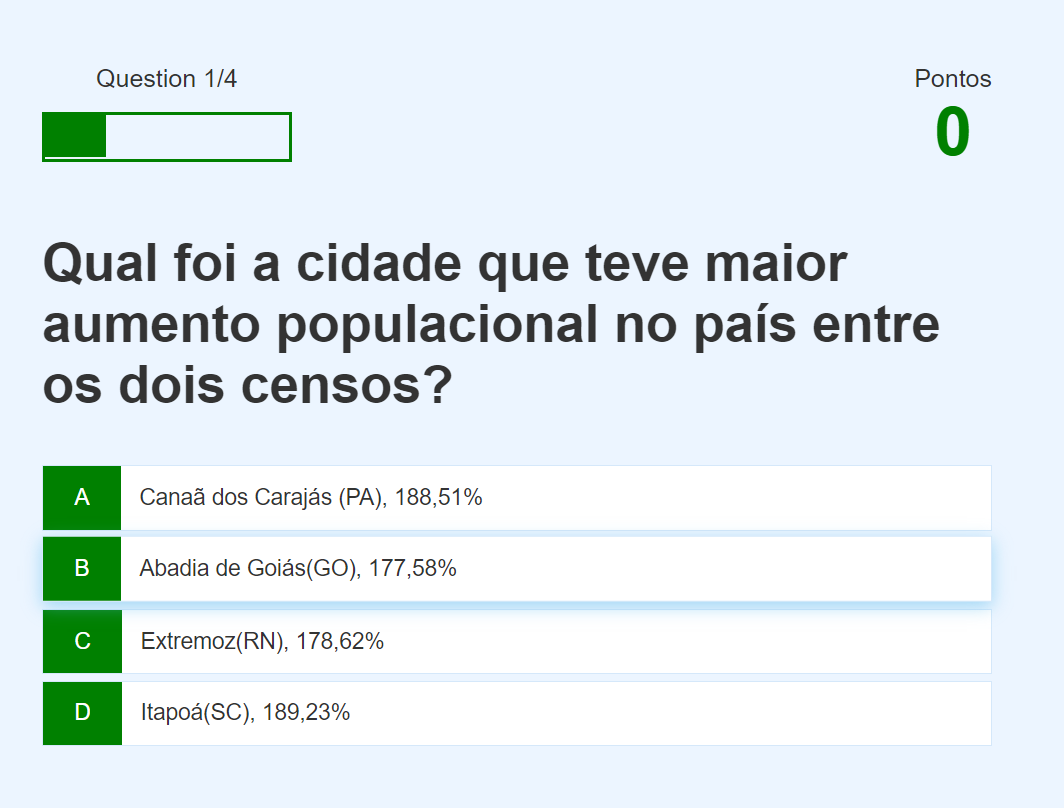 Question 1/4
Pontos
0
Qual foi a cidade que teve maior
aumento populacional no país entre
os dois censos?
A
Canaã dos Carajás (PA), 188,51%
B
Abadia de Goiás(GO), 177,58%
C
Extremoz(RN), 178,62%
D
Itapoá(SC), 189,23%